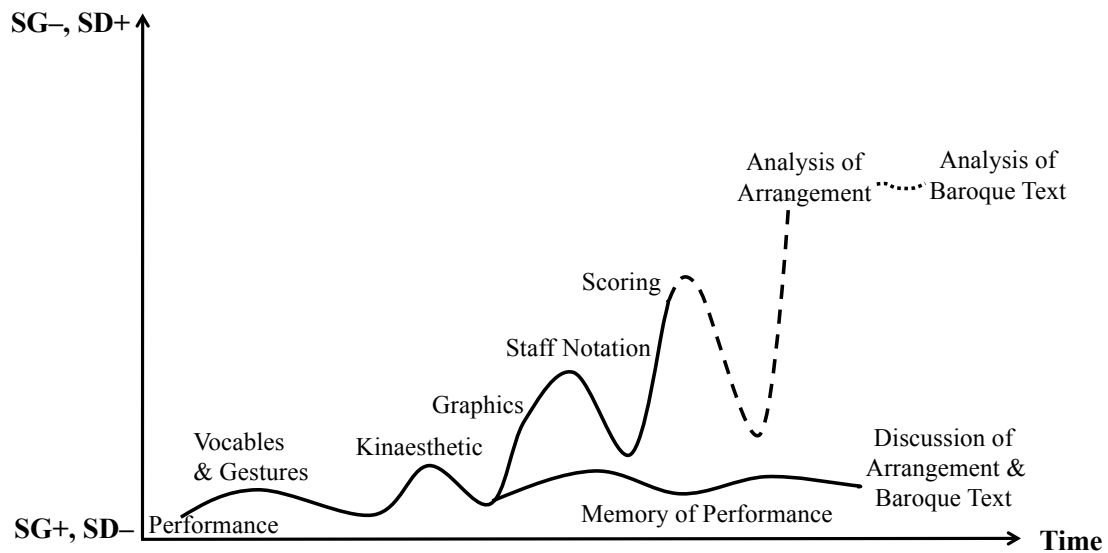 SG–, SD+
Analysis of
Arrangement
Analysis of
Baroque Text
Scoring
Staff Notation
Graphics
Vocables
& Gestures
Kinaesthetic
Discussion of
Arrangement &
Baroque Text
Memory of Performance
SG+, SD–
Performance
Time